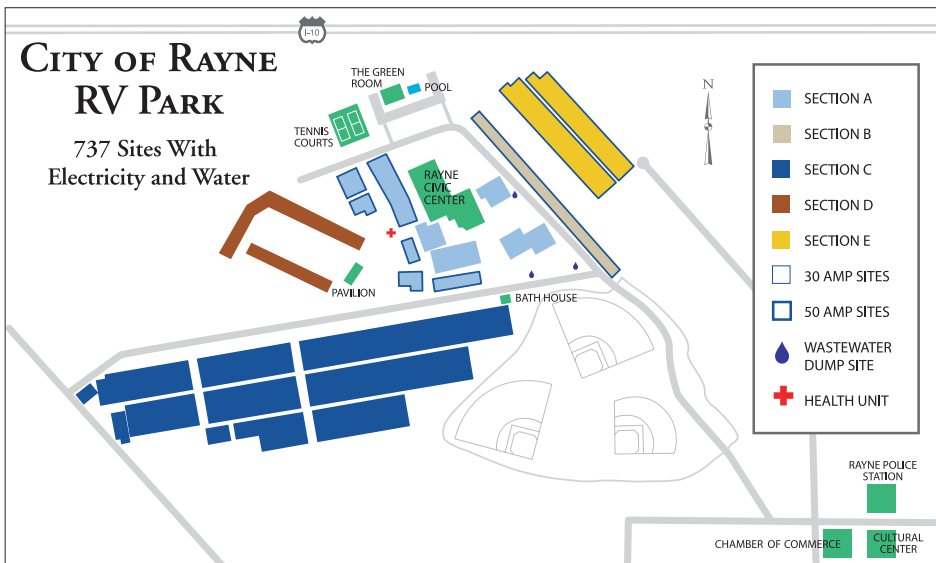 I-10
CITY OF RAYNE
RV PARK
737 Sites With
Electricity and Water
THE GREEN
ROOM
POOL
TENNIS
COURTS
RAYNE
CIVIC
CENTER
PAVILION
BATH HOUSE
N
SECTION A
SECTION B
SECTION C
SECTION D
SECTION E
30 AMP SITES
50 AMP SITES
WASTEWATER
DUMP SITE
HEALTH UNIT
RAYNE POLICE
STATION
CHAMBER OF COMMERCE
CULTURAL
CENTER